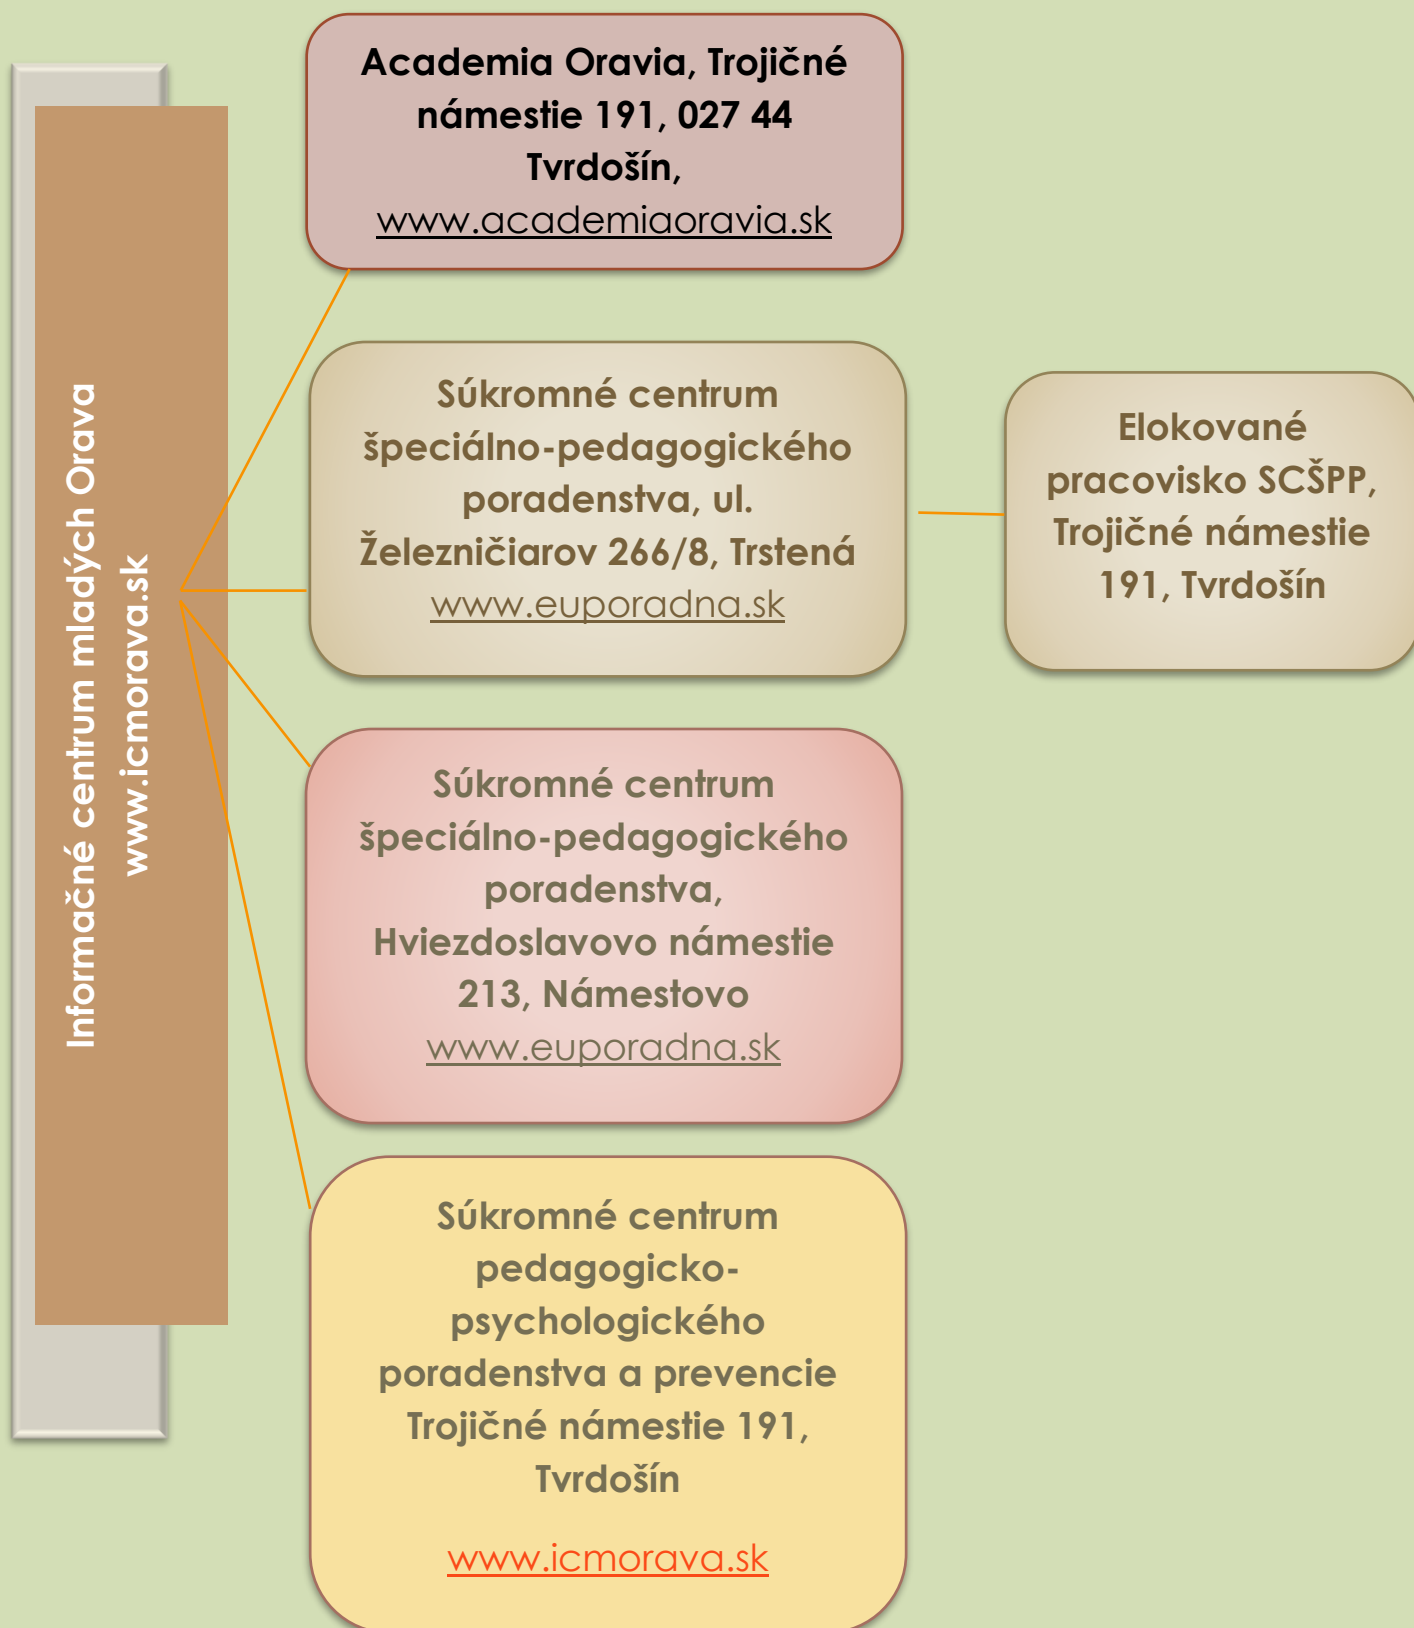 Informačné centrum mladých Orava
www.icmorava.sk
Academia Oravia, Trojičné
námestie 191, 027 44
Tvrdošín,
www.academiaoravia.sk
Súkromné centrum
špeciálno-pedagogického
poradenstva, ul.
Železničiarov 266/8, Trstená
www.euporadna.sk
Elokované
pracovisko SCŠPP,
Trojičné námestie
191, Tvrdošín
Súkromné centrum
špeciálno-pedagogického
poradenstva,
Hviezdoslavovo námestie
213, Námestovo
www.euporadna.sk
Súkromné centrum
pedagogicko-
psychologického
poradenstva a prevencie
Trojičné námestie 191,
Tvrdošín
www.icmorava.sk